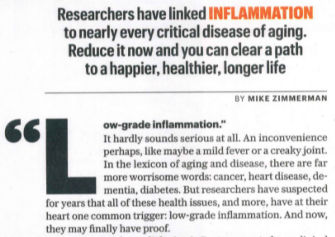 Researchers have linked INFLAMMATION
to nearly every critical disease of aging.
Reduce it now and you can clear a path
to a happier, healthier, longer life
BY MIKE ZIMMERMAN
“Low-grade inflammation.”
It hardly sounds serious at all. An inconvenience
perhaps, like maybe a mild fever or a creaky joint.
In the lexicon of aging and disease, there are far
more worrisome words: cancer, heart disease, de-
mentia, diabetes. But researchers have suspected
for years that all of these health issues, and more, have at their
heart one common trigger: low-grade inflammation. And now,
they may finally have proof.